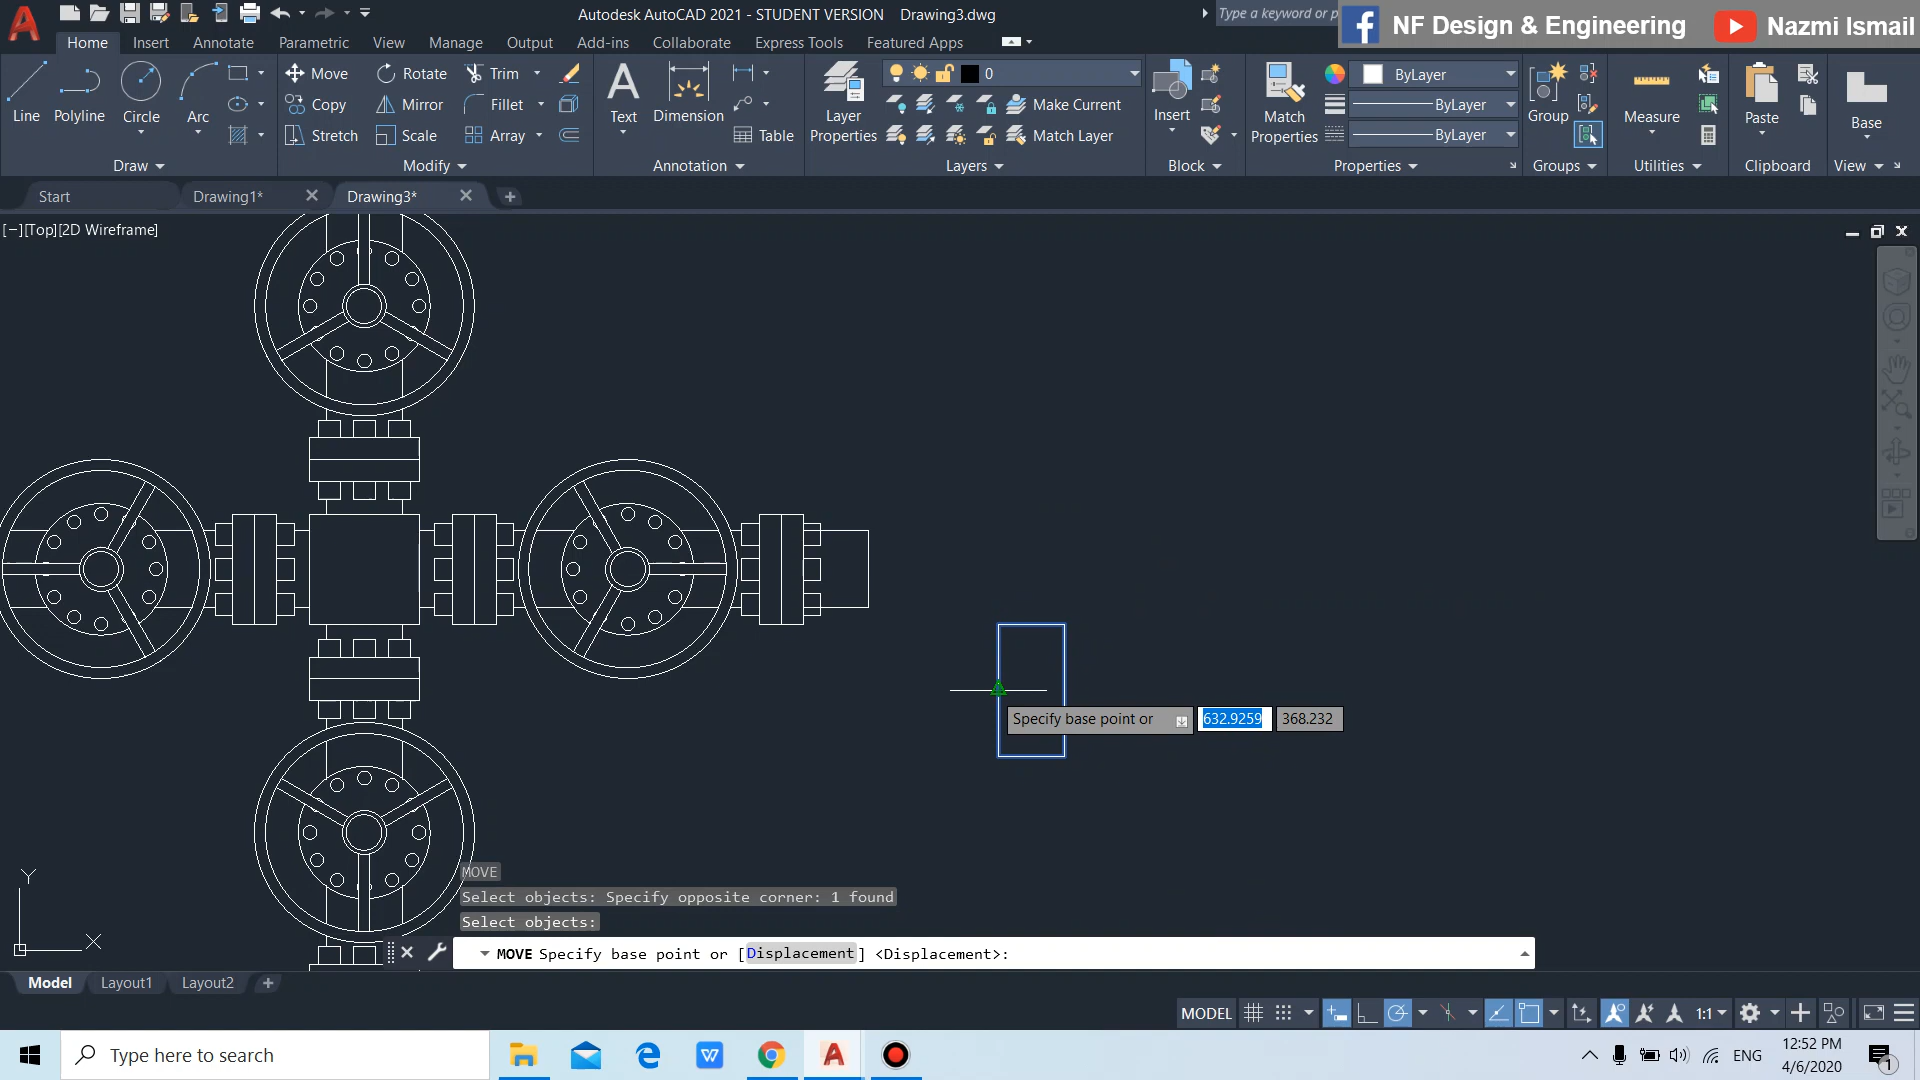 Autodesk AutoCAD 2021 - STUDENT VERSION Drawing3.dwg
Type a keyword or p
NF Design & Engineering
Nazmi Ismail
Home Insert Annotate Parametric View Manage Output Add-ins Collaborate Express Tools Featured Apps
Move Rotate Trim
Copy Mirror Fillet
Stretch Scale Array
Line Polyline Circle Arc
Text Dimension Table
Layer Properties
0
Make Current
Match Layer
Insert
Match Properties
ByLayer
ByLayer
ByLayer
Group Measure Paste Base
Draw Modify Annotation Layers Block Properties Groups Utilities Clipboard View
Start Drawing1* Drawing3*
[−][Top][2D Wireframe]
Specify base point or 632.9259 368.232
Y
X
MOVE
Select objects: Specify opposite corner: 1 found
Select objects:
MOVE Specify base point or [Displacement] <Displacement>:
Model Layout1 Layout2
MODEL 1:1
Type here to search
ENG
12:52 PM
4/6/2020
1